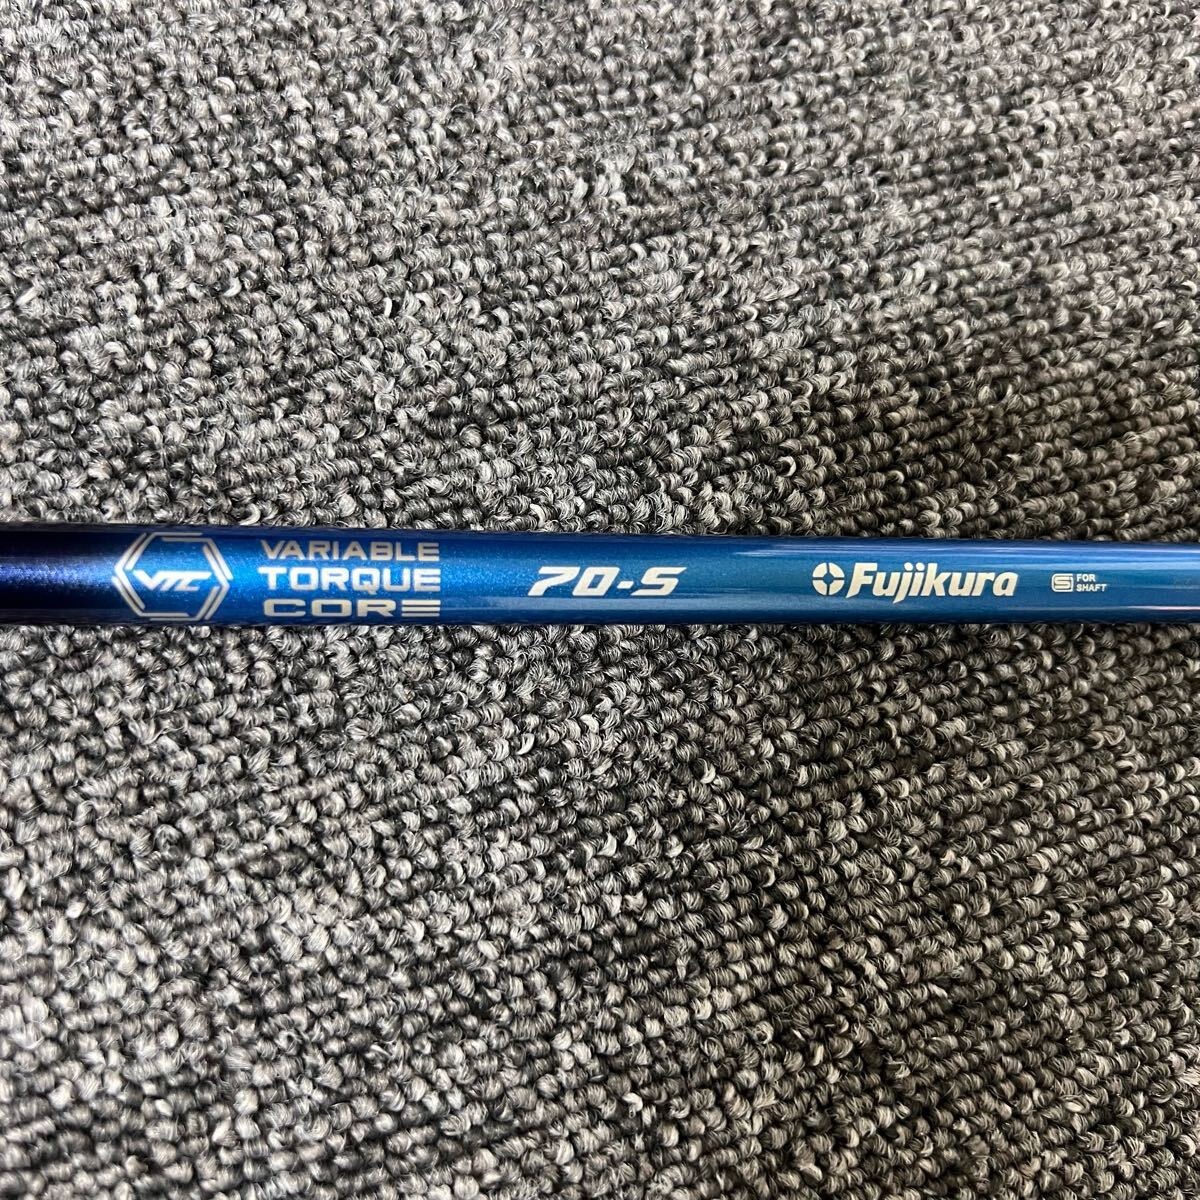 VTC
VARIABLE
TORQUE
CORE
70-S
Fujikura
S FOR
SHAFT